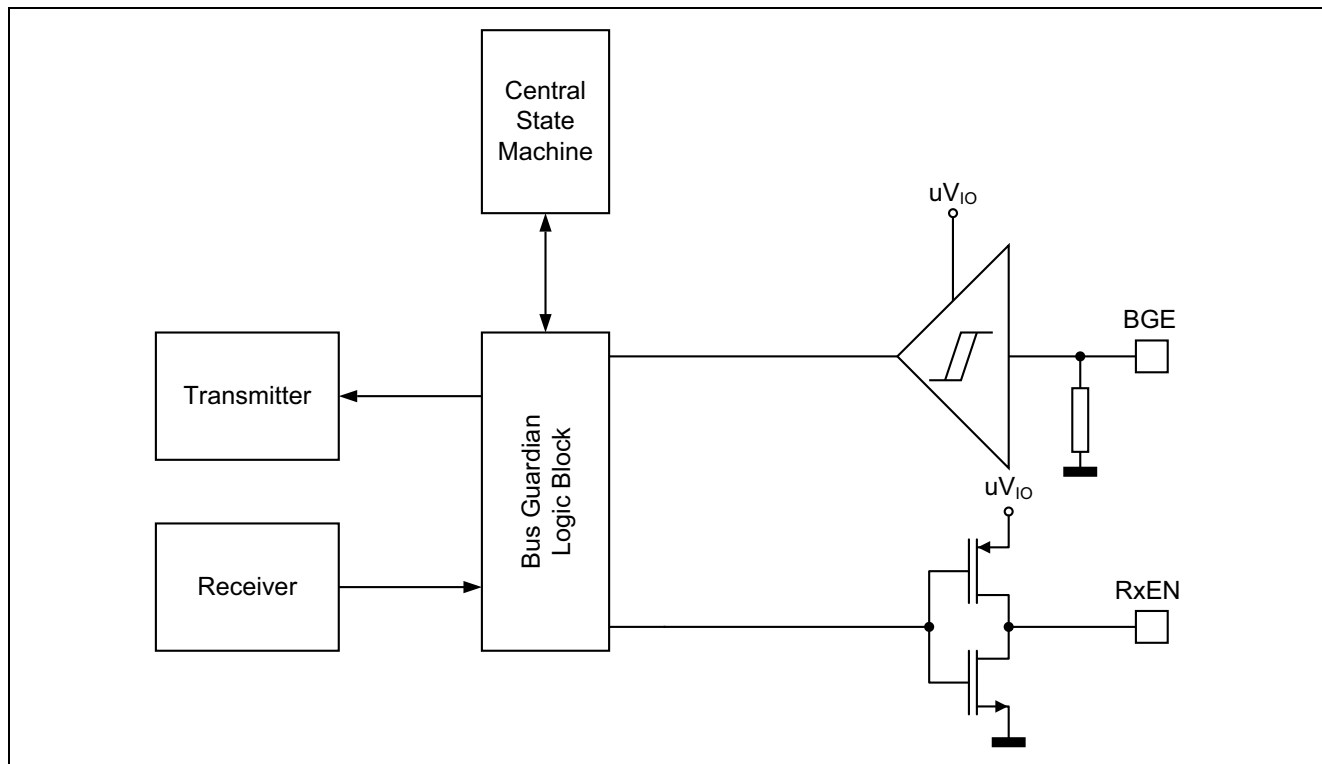 Central
State
Machine
uV_IO
BGE
Transmitter
Bus Guardian
Logic Block
uV_IO
Receiver
RxEN